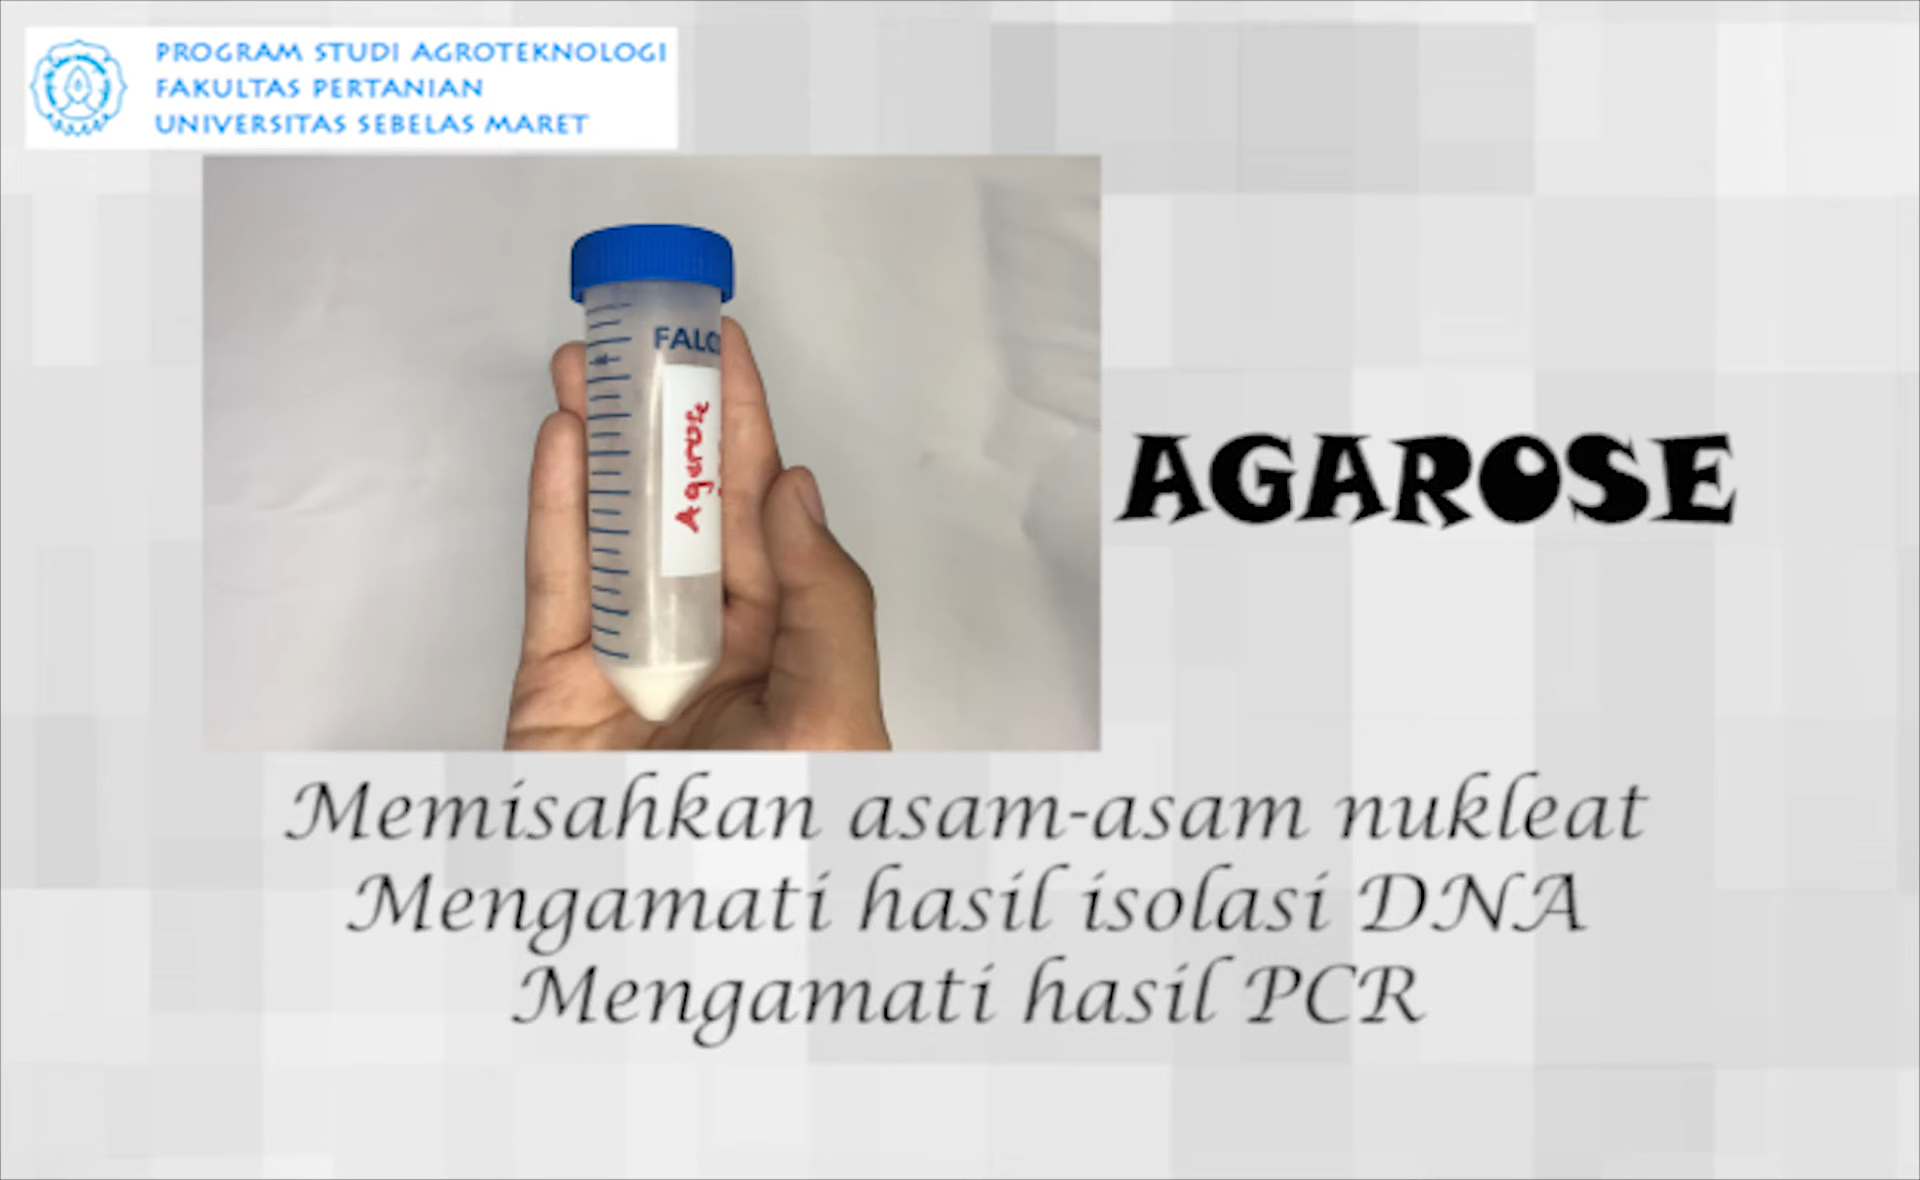 PROGRAM STUDI AGROTEKNOLOGI
FAKULTAS PERTANIAN
UNIVERSITAS SEBELAS MARET
FALC
Agarose
AGAROSE
Memisahkan asam-asam nukleat
Mengamati hasil isolasi DNA
Mengamati hasil PCR